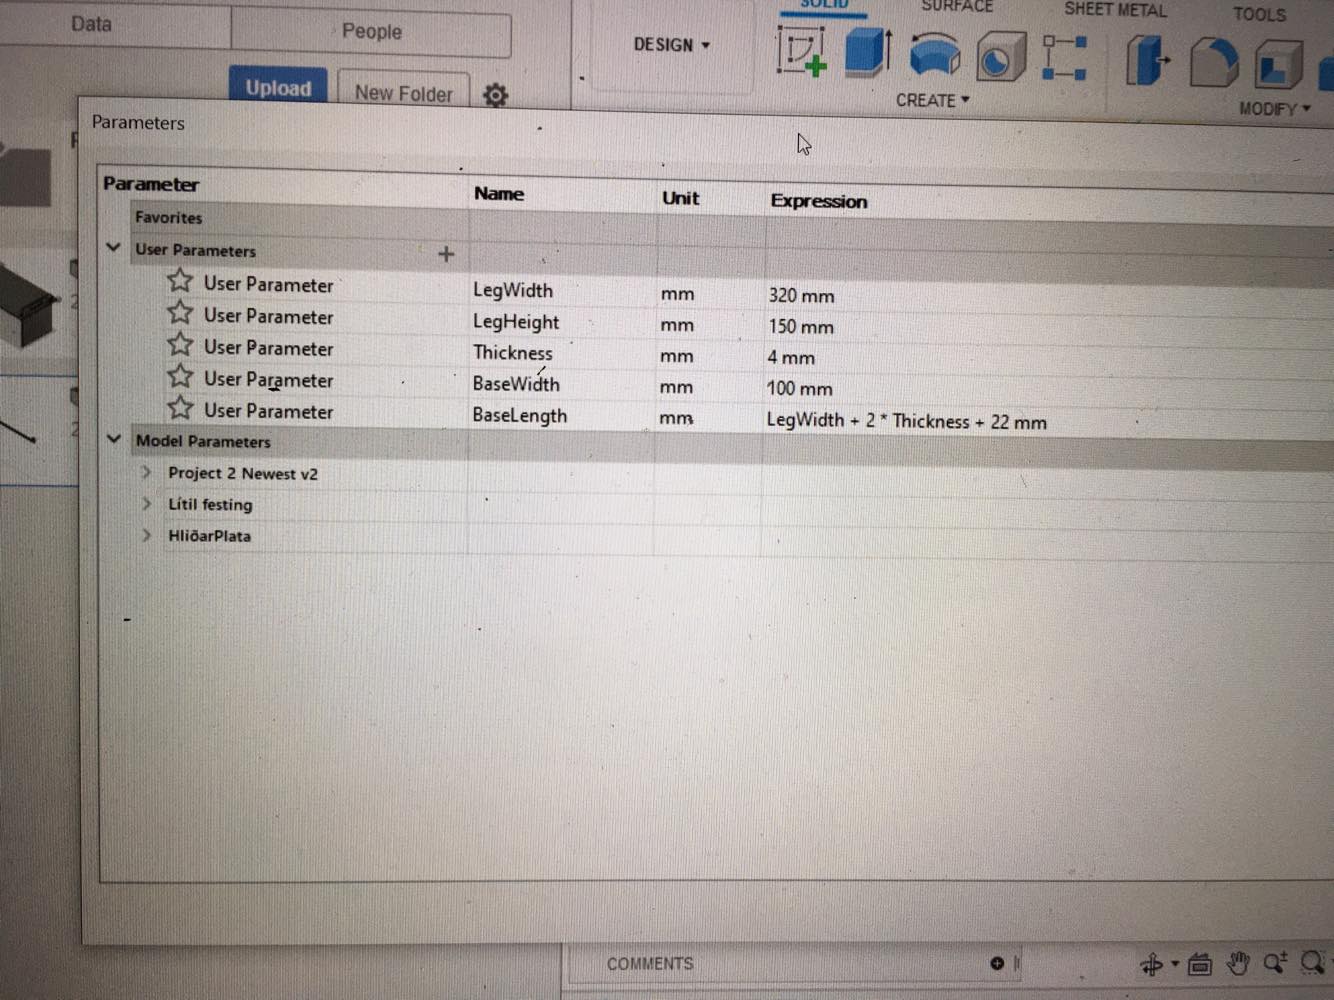 Data People
SOLID SURFACE SHEET METAL TOOLS
DESIGN
Upload New Folder
CREATE MODIFY
Parameters
Parameter Name Unit Expression
Favorites
User Parameters
User Parameter LegWidth mm 320 mm
User Parameter LegHeight mm 150 mm
User Parameter Thickness mm 4 mm
User Parameter BaseWidth mm 100 mm
User Parameter BaseLength mm LegWidth + 2 * Thickness + 22 mm
Model Parameters
Project 2 Newest v2
Lítil festing
HliðarPlata
COMMENTS